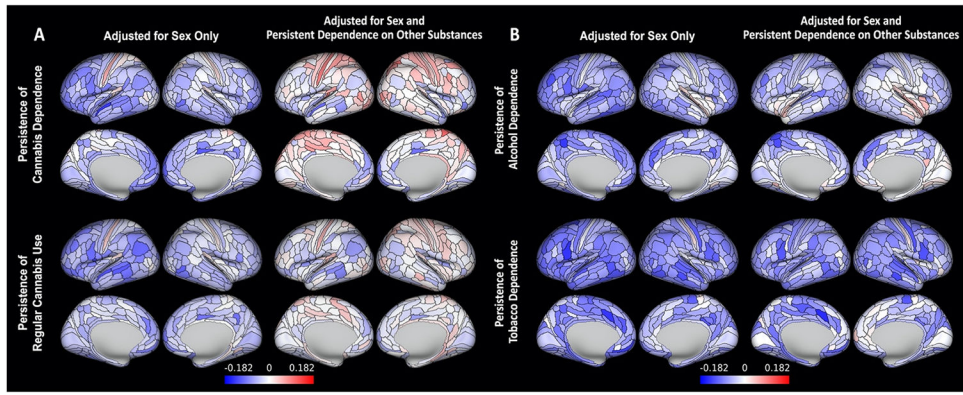 A
Adjusted for Sex Only
Adjusted for Sex and
Persistent Dependence on Other Substances
Persistence of
Cannabis Dependence
Persistence of
Regular Cannabis Use
-0.182 0 0.182
B
Adjusted for Sex Only
Adjusted for Sex and
Persistent Dependence on Other Substances
Persistence of
Alcohol Dependence
Persistence of
Tobacco Dependence
-0.182 0 0.182